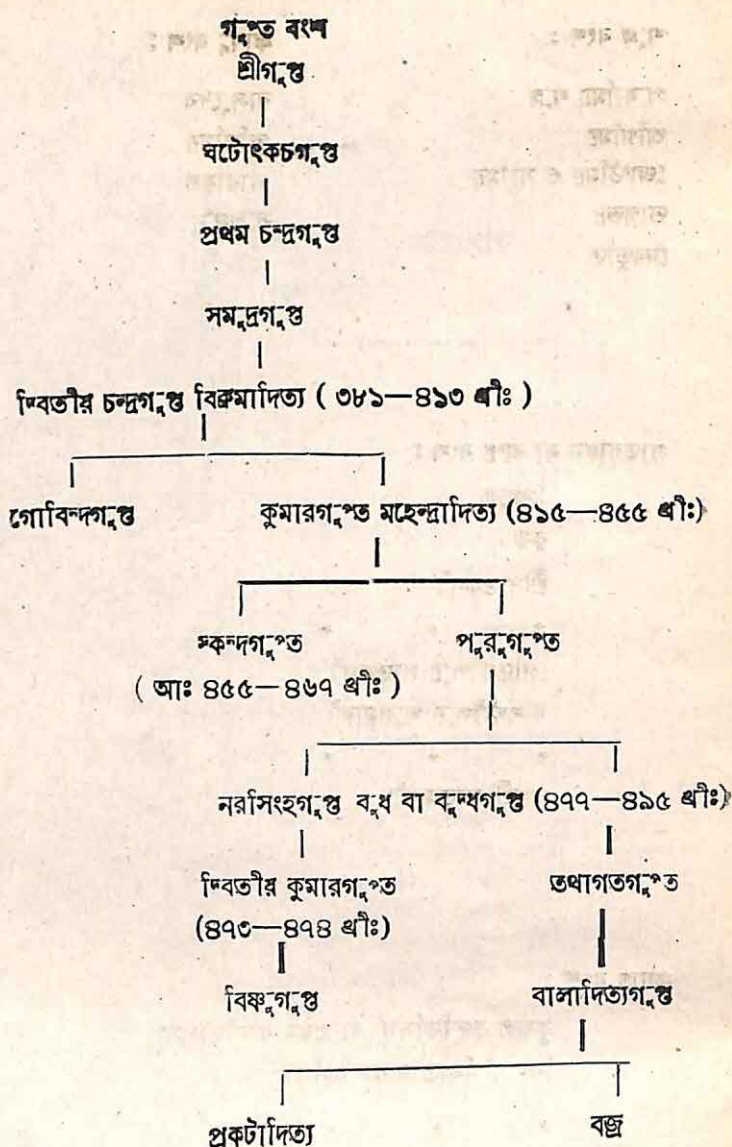 গুপ্ত বংশ
শ্রীগুপ্ত
ঘটোৎকচগুপ্ত
প্রথম চন্দ্রগুপ্ত
সমুদ্রগুপ্ত
দ্বিতীয় চন্দ্রগুপ্ত বিক্রমাদিত্য ( ৩৮১—৪১৩ খ্রীঃ )
গোবিন্দগুপ্ত কুমারগুপ্ত মহেন্দ্রাদিত্য (৪১৫—৪৫৫ খ্রীঃ)
স্কন্দগুপ্ত পুরুগুপ্ত
( আঃ ৪৫৫—৪৬৭ খ্রীঃ )
নরসিংহগুপ্ত বুধ বা বুদ্ধগুপ্ত (৪৭৭—৪৯৫ খ্রীঃ)
দ্বিতীয় কুমারগুপ্ত তথাগতগুপ্ত
(৪৭৩—৪৭৪ খ্রীঃ)
বিষ্ণুগুপ্ত বালাদিত্যগুপ্ত
প্রকটাদিত্য বজ্র